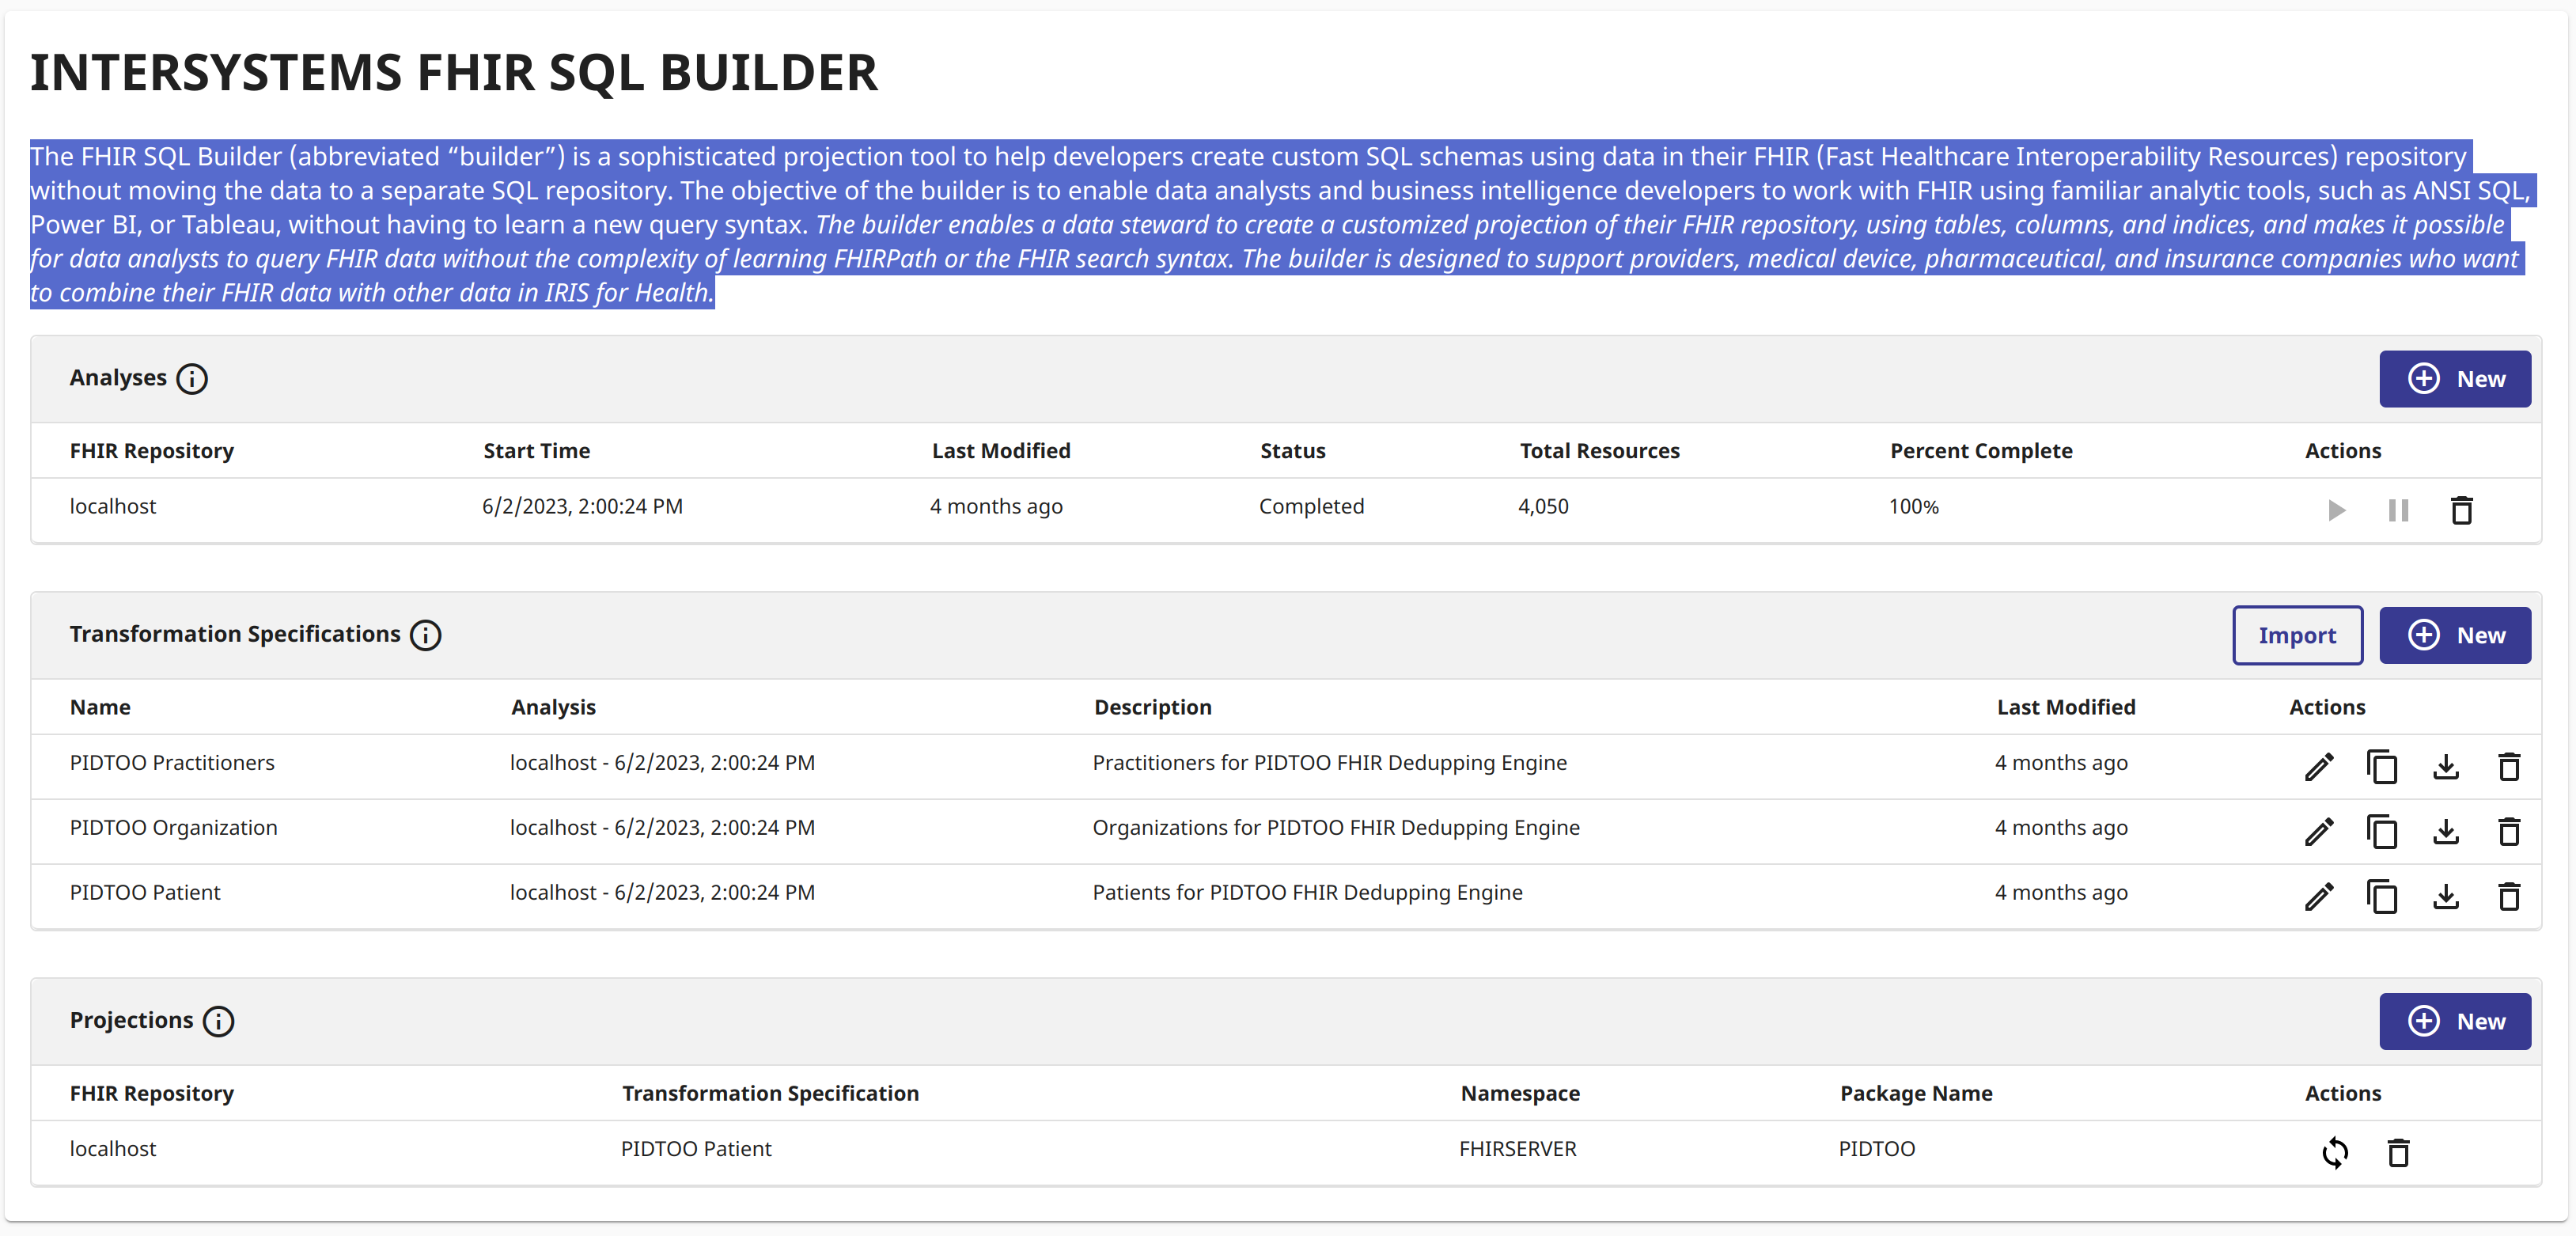 INTERSYSTEMS FHIR SQL BUILDER
The FHIR SQL Builder (abbreviated “builder”) is a sophisticated projection tool to help developers create custom SQL schemas using data in their FHIR (Fast Healthcare Interoperability Resources) repository
without moving the data to a separate SQL repository. The objective of the builder is to enable data analysts and business intelligence developers to work with FHIR using familiar analytic tools, such as ANSI SQL,
Power BI, or Tableau, without having to learn a new query syntax. The builder enables a data steward to create a customized projection of their FHIR repository, using tables, columns, and indices, and makes it possible
for data analysts to query FHIR data without the complexity of learning FHIRPath or the FHIR search syntax. The builder is designed to support providers, medical device, pharmaceutical, and insurance companies who want
to combine their FHIR data with other data in IRIS for Health.
Analyses New
FHIR Repository Start Time Last Modified Status Total Resources Percent Complete Actions
localhost 6/2/2023, 2:00:24 PM 4 months ago Completed 4,050 100%
Transformation Specifications Import New
Name Analysis Description Last Modified Actions
PIDTOO Practitioners localhost - 6/2/2023, 2:00:24 PM Practitioners for PIDTOO FHIR Dedupping Engine 4 months ago
PIDTOO Organization localhost - 6/2/2023, 2:00:24 PM Organizations for PIDTOO FHIR Dedupping Engine 4 months ago
PIDTOO Patient localhost - 6/2/2023, 2:00:24 PM Patients for PIDTOO FHIR Dedupping Engine 4 months ago
Projections New
FHIR Repository Transformation Specification Namespace Package Name Actions
localhost PIDTOO Patient FHIRSERVER PIDTOO